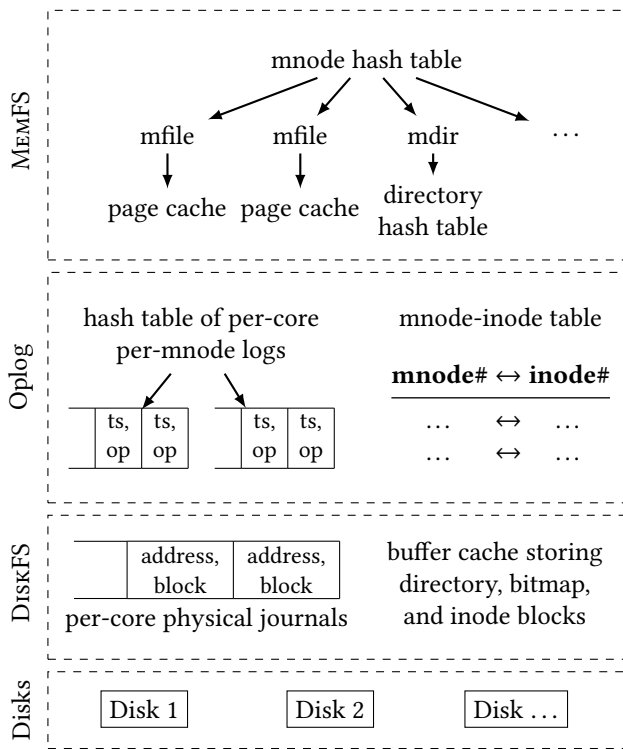 MemFS
mnode hash table
mfile mfile mdir …
page cache page cache directory
hash table
Oplog
hash table of per-core
per-mnode logs
ts,
op
ts,
op
ts,
op
ts,
op
mnode-inode table
mnode# ↔ inode#
… ↔ …
… ↔ …
DiskFS
address,
block
address,
block
per-core physical journals
buffer cache storing
directory, bitmap,
and inode blocks
Disks
Disk 1 Disk 2 Disk …